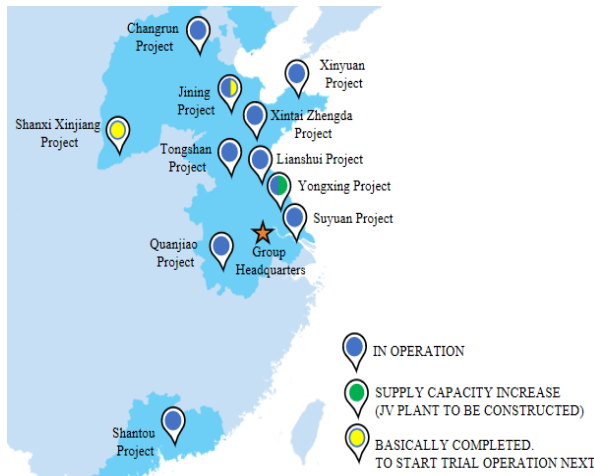 Changrun
Project
Xinyuan
Project
Jining
Project
Xintai Zhengda
Project
Shanxi Xinjiang
Project
Tongshan
Project
Lianshui Project
Yongxing Project
Suyuan Project
Quanjiao
Project
Group
Headquarters
IN OPERATION
SUPPLY CAPACITY INCREASE
(JV PLANT TO BE CONSTRUCTED)
Shantou
Project
BASICALLY COMPLETED.
TO START TRIAL OPERATION NEXT